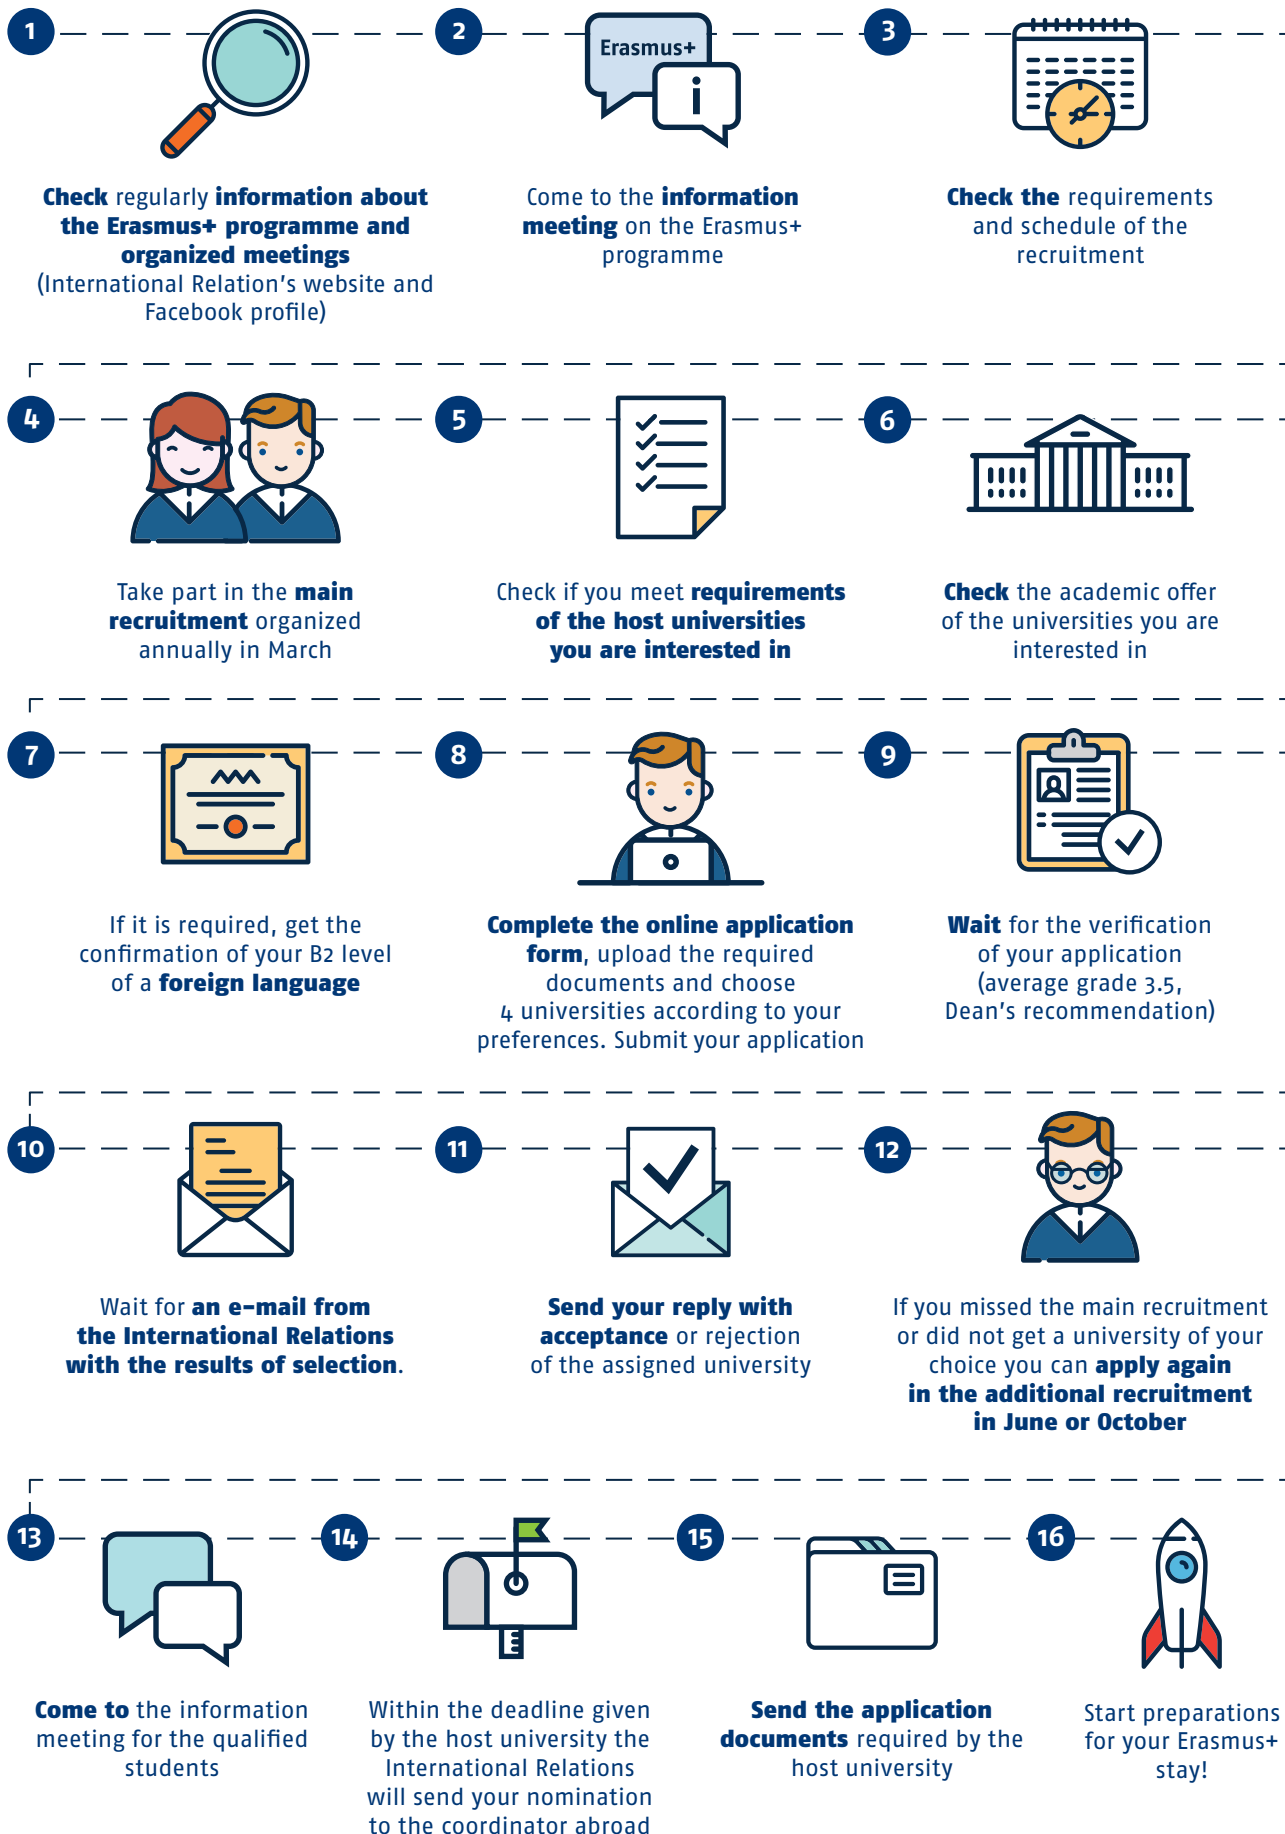 1
Check regularly information about
the Erasmus+ programme and
organized meetings
(International Relation's website and
Facebook profile)
2
Erasmus+
i
Come to the information
meeting on the Erasmus+
programme
3
Check the requirements
and schedule of the
recruitment
4
Take part in the main
recruitment organized
annually in March
5
Check if you meet requirements
of the host universities
you are interested in
6
Check the academic offer
of the universities you are
interested in
7
If it is required, get the
confirmation of your B2 level
of a foreign language
8
Complete the online application
form, upload the required
documents and choose
4 universities according to your
preferences. Submit your application
9
Wait for the verification
of your application
(average grade 3.5,
Dean's recommendation)
10
Wait for an e-mail from
the International Relations
with the results of selection.
11
Send your reply with
acceptance or rejection
of the assigned university
12
If you missed the main recruitment
or did not get a university of your
choice you can apply again
in the additional recruitment
in June or October
13
Come to the information
meeting for the qualified
students
14
Within the deadline given
by the host university the
International Relations
will send your nomination
to the coordinator abroad
15
Send the application
documents required by the
host university
16
Start preparations
for your Erasmus+
stay!